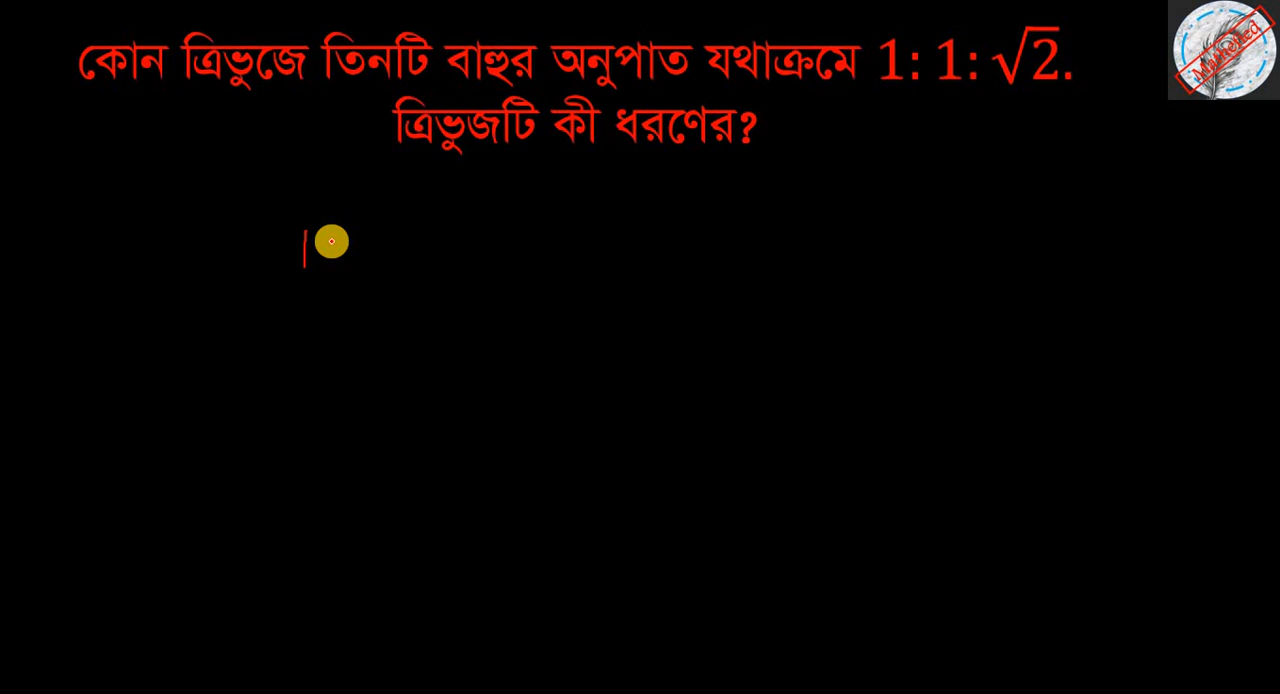 কোন ত্রিভুজে তিনটি বাহুর অনুপাত যথাক্রমে 1: 1: √2.
ত্রিভুজটি কী ধরণের?